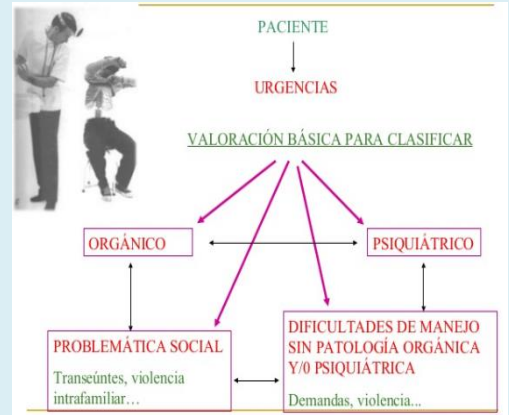 PACIENTE
URGENCIAS
VALORACIÓN BÁSICA PARA CLASIFICAR
ORGÁNICO
PSIQUIÁTRICO
PROBLEMÁTICA SOCIAL
Transeúntes, violencia
intrafamiliar…
DIFICULTADES DE MANEJO
SIN PATOLOGÍA ORGÁNICA
Y/0 PSIQUIÁTRICA
Demandas, violencia...